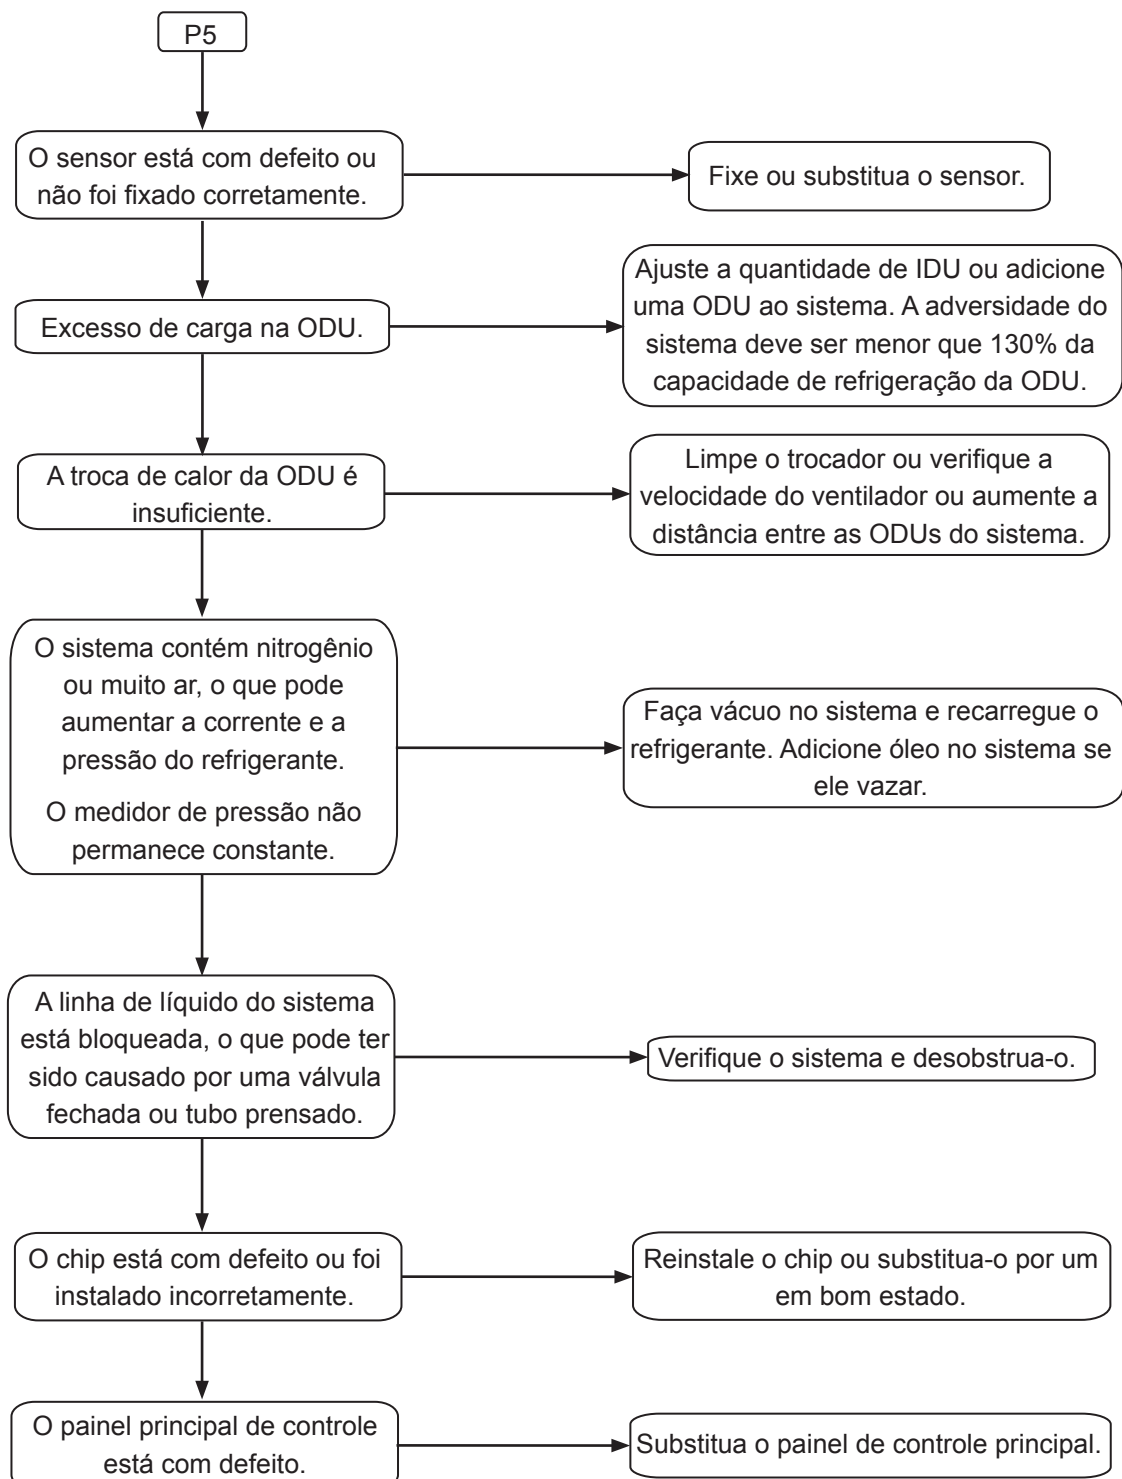 P5
O sensor está com defeito ou
não foi fixado corretamente.
Fixe ou substitua o sensor.
Excesso de carga na ODU.
Ajuste a quantidade de IDU ou adicione
uma ODU ao sistema. A adversidade do
sistema deve ser menor que 130% da
capacidade de refrigeração da ODU.
A troca de calor da ODU é
insuficiente.
Limpe o trocador ou verifique a
velocidade do ventilador ou aumente a
distância entre as ODUs do sistema.
O sistema contém nitrogênio
ou muito ar, o que pode
aumentar a corrente e a
pressão do refrigerante.
O medidor de pressão não
permanece constante.
Faça vácuo no sistema e recarregue o
refrigerante. Adicione óleo no sistema se
ele vazar.
A linha de líquido do sistema
está bloqueada, o que pode ter
sido causado por uma válvula
fechada ou tubo prensado.
Verifique o sistema e desobstrua-o.
O chip está com defeito ou foi
instalado incorretamente.
Reinstale o chip ou substitua-o por um
em bom estado.
O painel principal de controle
está com defeito.
Substitua o painel de controle principal.